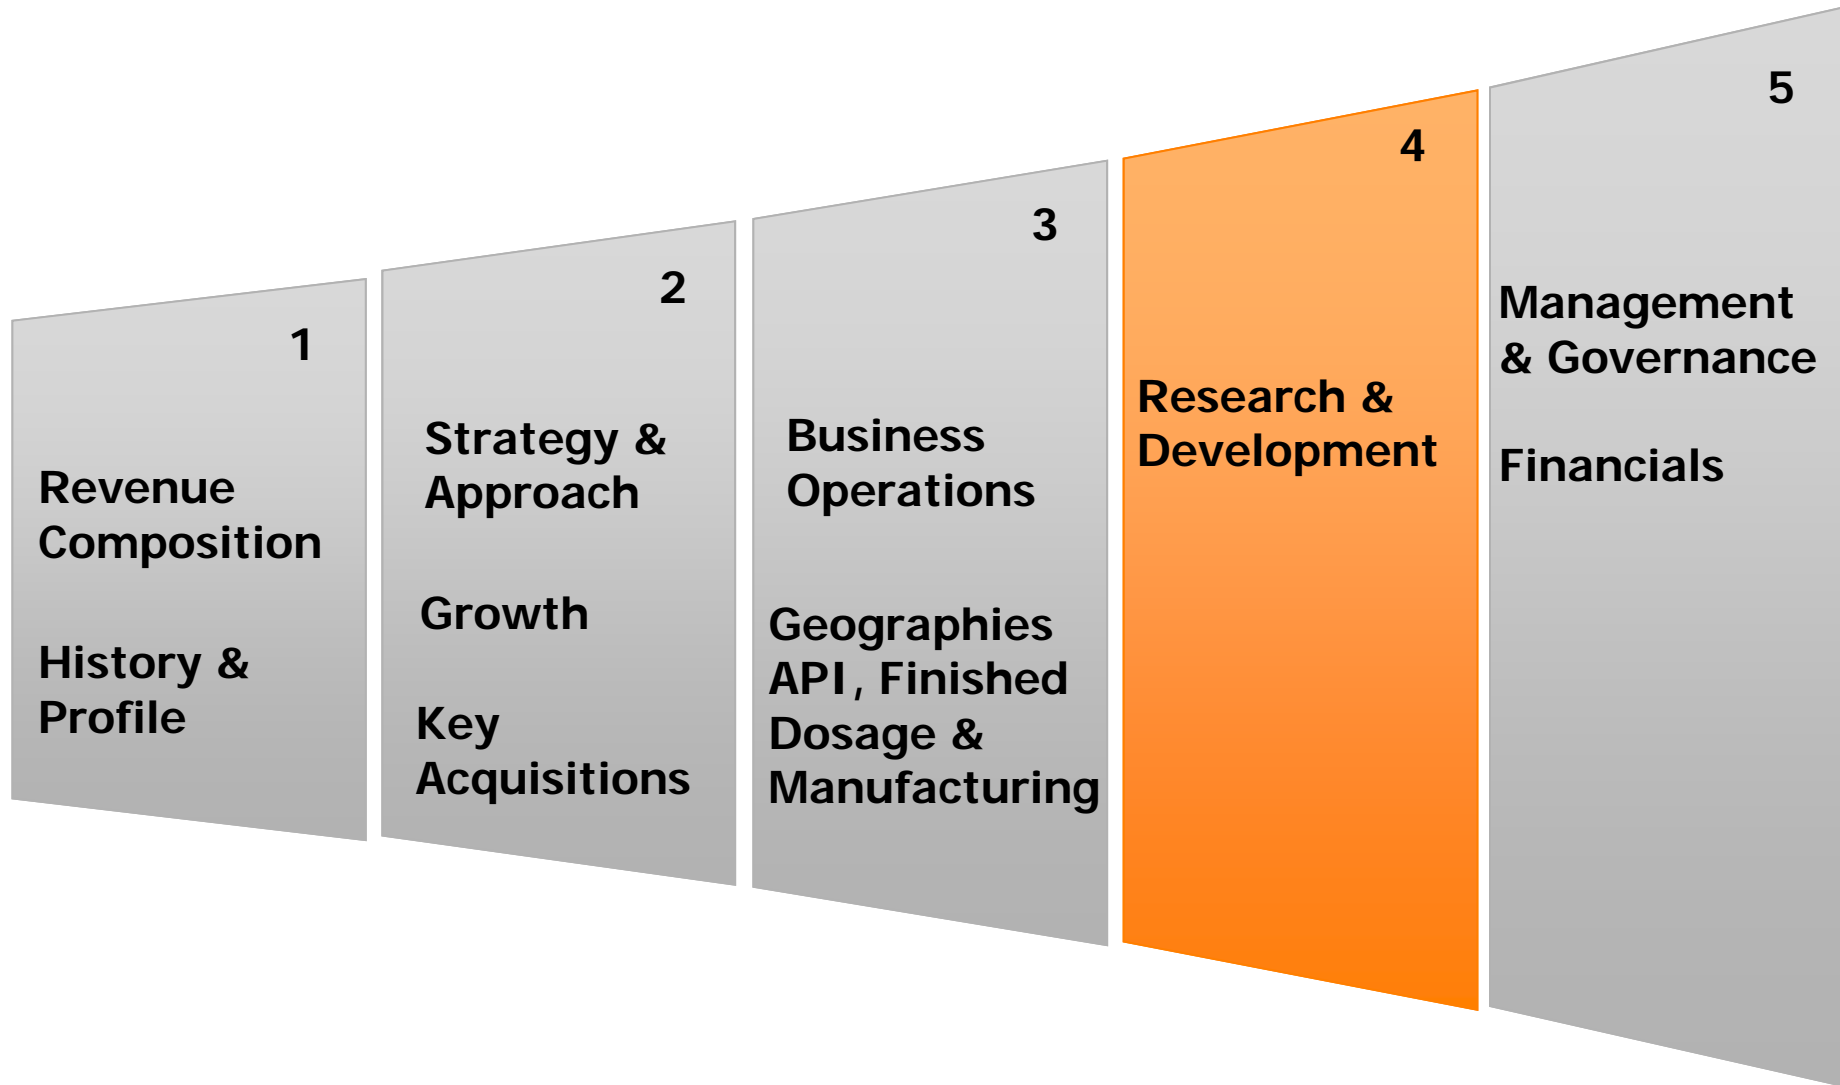 1
Revenue
Composition
History &
Profile
2
Strategy &
Approach
Growth
Key
Acquisitions
3
Business
Operations
Geographies
API, Finished
Dosage &
Manufacturing
4
Research &
Development
5
Management
& Governance
Financials